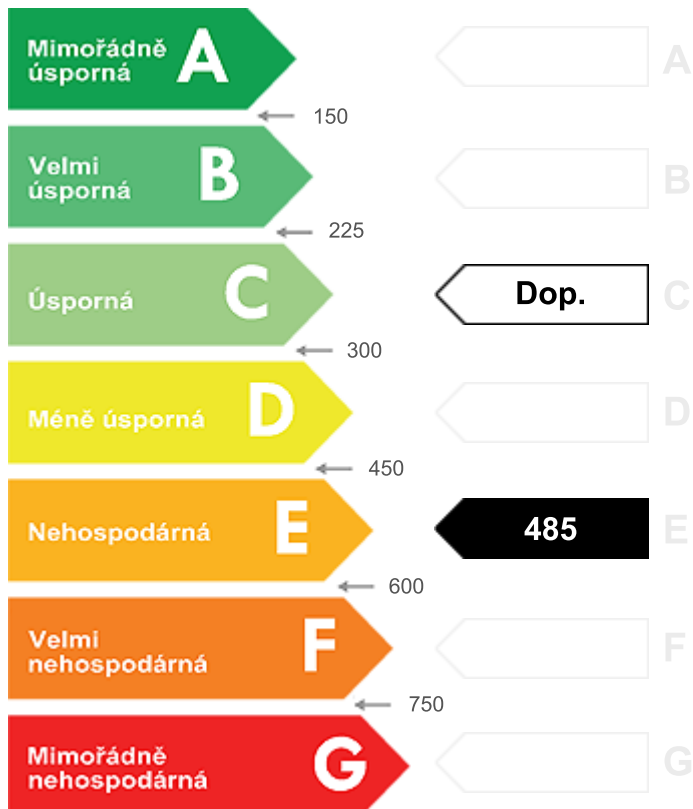 Mimořádně
úsporná
A
A
150
Velmi
úsporná
B
B
225
Úsporná
C
Dop.
C
300
Méně úsporná
D
D
450
Nehospodárná
E
485
E
600
Velmi
nehospodárná
F
F
750
Mimořádně
nehospodárná
G
G